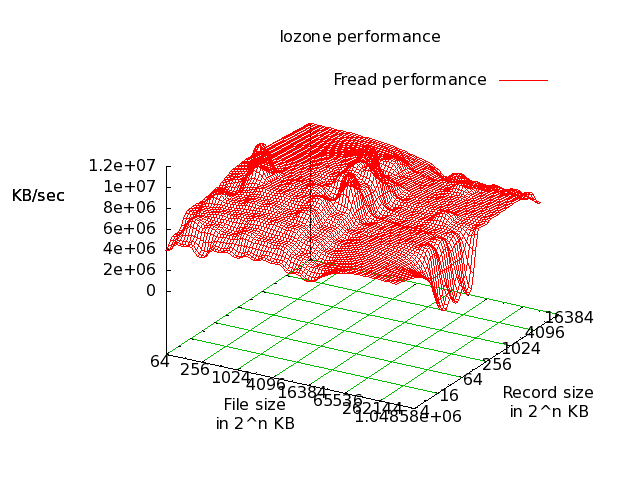 Iozone performance
Fread performance
KB/sec
1.2e+07
1e+07
8e+06
6e+06
4e+06
2e+06
0
64
256
1024
4096
16384
65536
262144
1.04858e+06
File size
in 2^n KB
4
16
64
256
1024
4096
16384
Record size
in 2^n KB